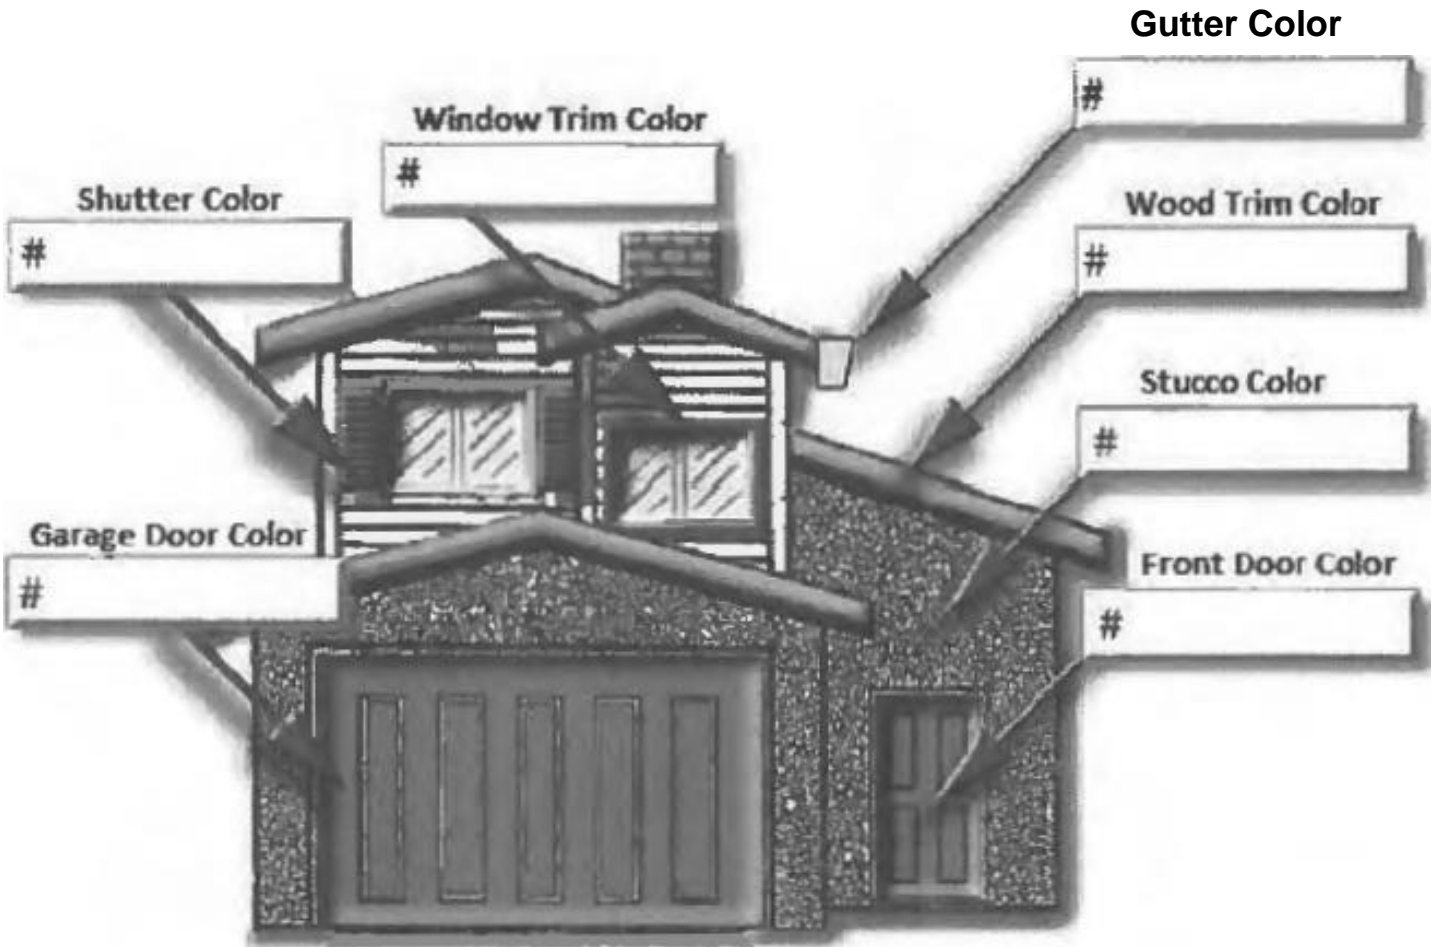 Gutter Color
#
Window Trim Color
#
Shutter Color
#
Wood Trim Color
#
Stucco Color
#
Garage Door Color
#
Front Door Color
#